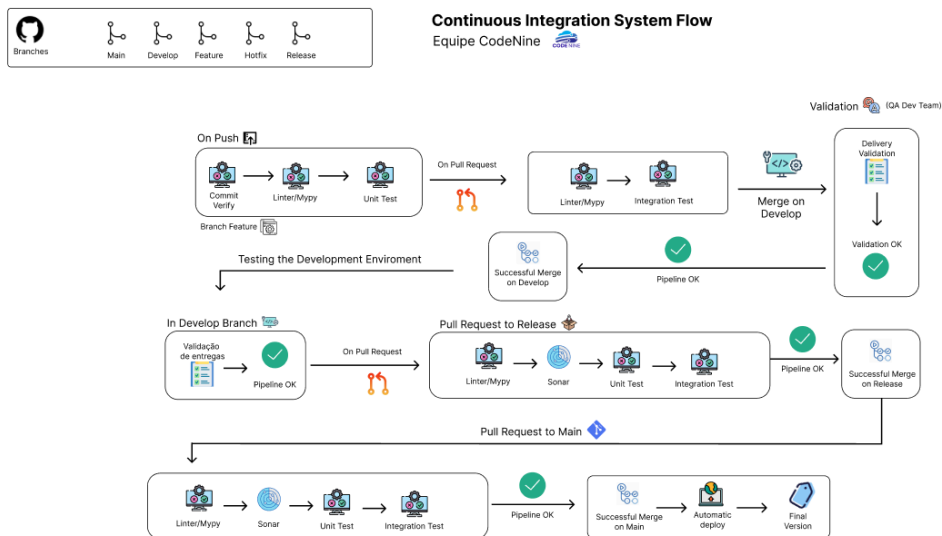 Continuous Integration System Flow
Equipe CodeNine
CODENINE
Branches
Main
Develop
Feature
Hotfix
Release
Validation
(QA Dev Team)
On Push
Commit
Verify
Linter/Mypy
Unit Test
Branch Feature
On Pull Request
Linter/Mypy
Integration Test
Merge on
Develop
Delivery
Validation
Validation OK
Pipeline OK
Successful Merge
on Develop
Testing the Development Enviroment
In Develop Branch
Validação
de entregas
Pipeline OK
On Pull Request
Pull Request to Release
Linter/Mypy
Sonar
Unit Test
Integration Test
Pipeline OK
Successful Merge
on Release
Pull Request to Main
Linter/Mypy
Sonar
Unit Test
Integration Test
Pipeline OK
Successful Merge
on Main
Automatic
deploy
Final
Version